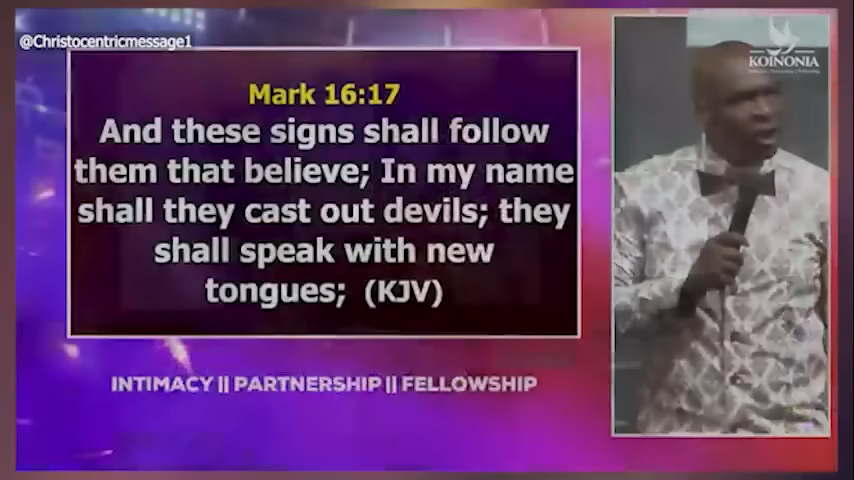 @Christocentricmessage1
KOINONIA
Mark 16:17
And these signs shall follow
them that believe; In my name
shall they cast out devils; they
shall speak with new
tongues; (KJV)
INTIMACY || PARTNERSHIP || FELLOWSHIP